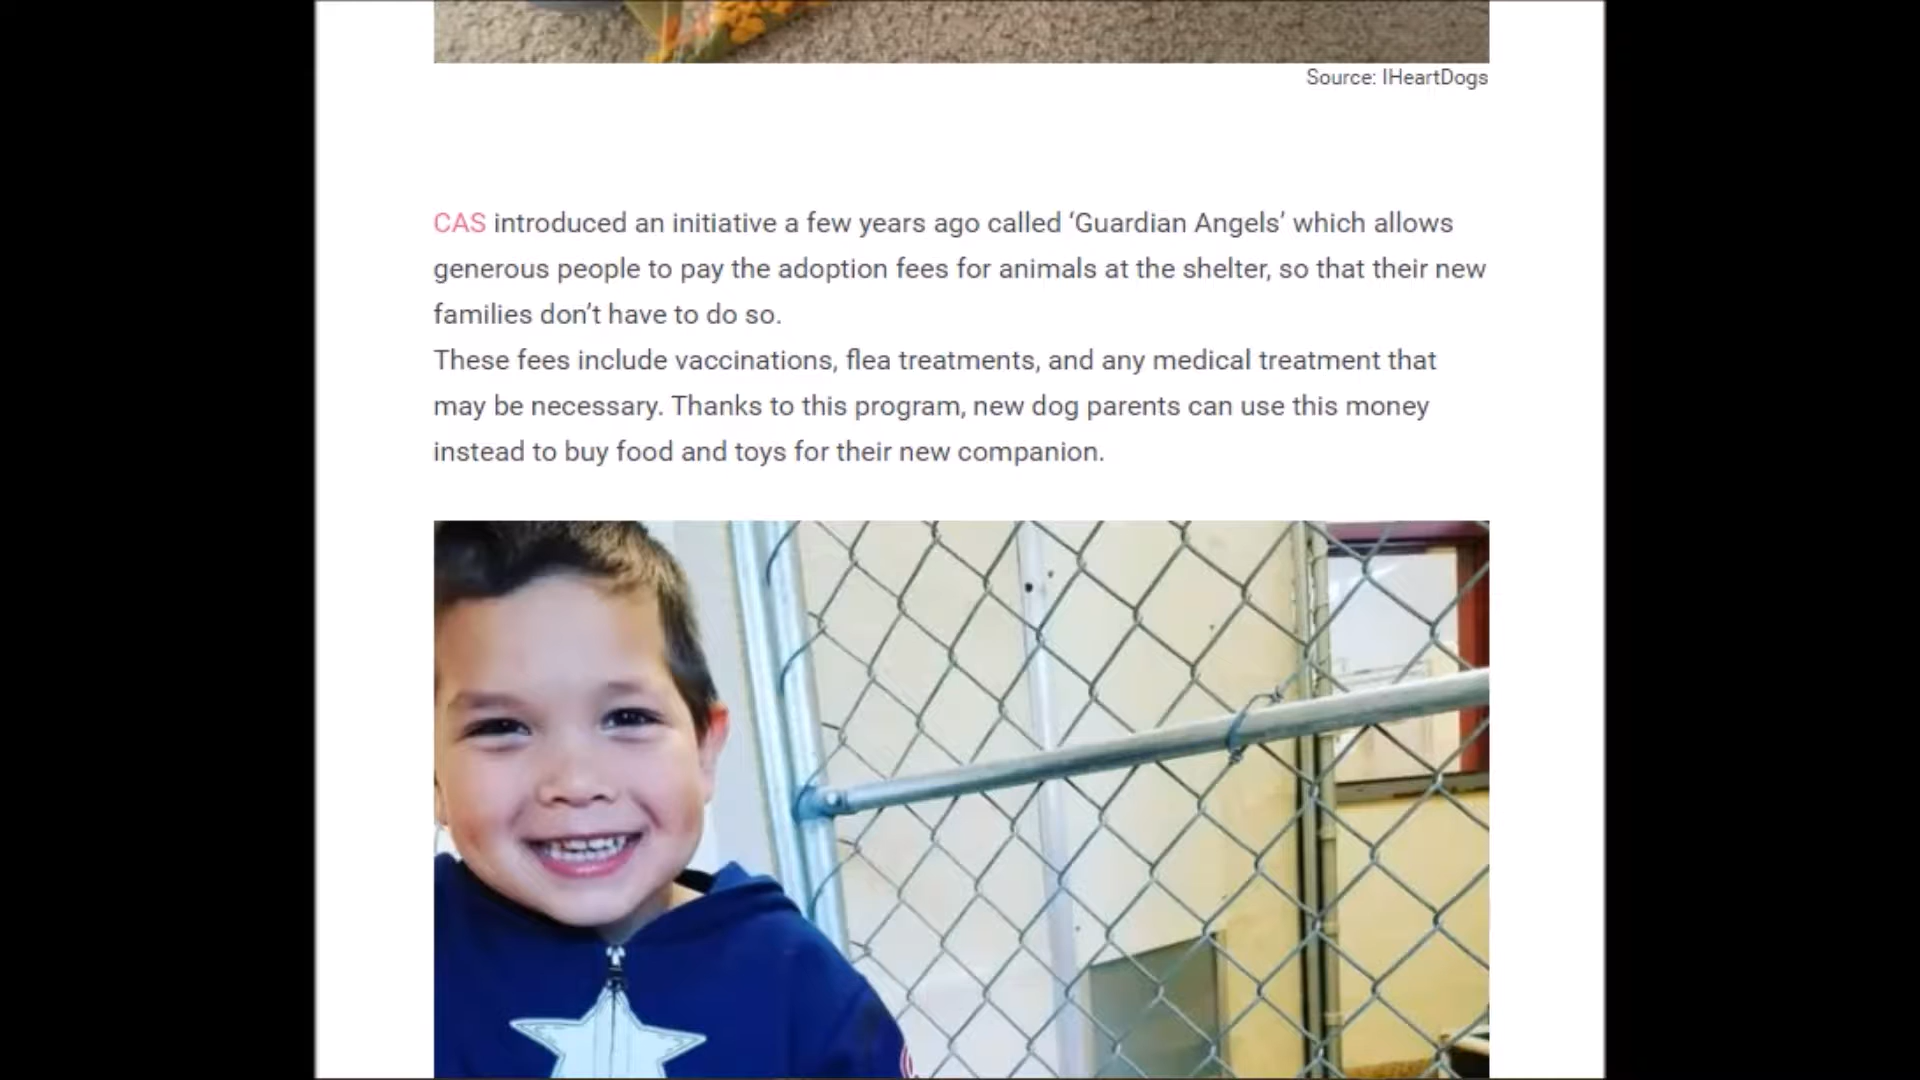 Source: IHeartDogs
CAS introduced an initiative a few years ago called ‘Guardian Angels’ which allows
generous people to pay the adoption fees for animals at the shelter, so that their new
families don’t have to do so.
These fees include vaccinations, flea treatments, and any medical treatment that
may be necessary. Thanks to this program, new dog parents can use this money
instead to buy food and toys for their new companion.